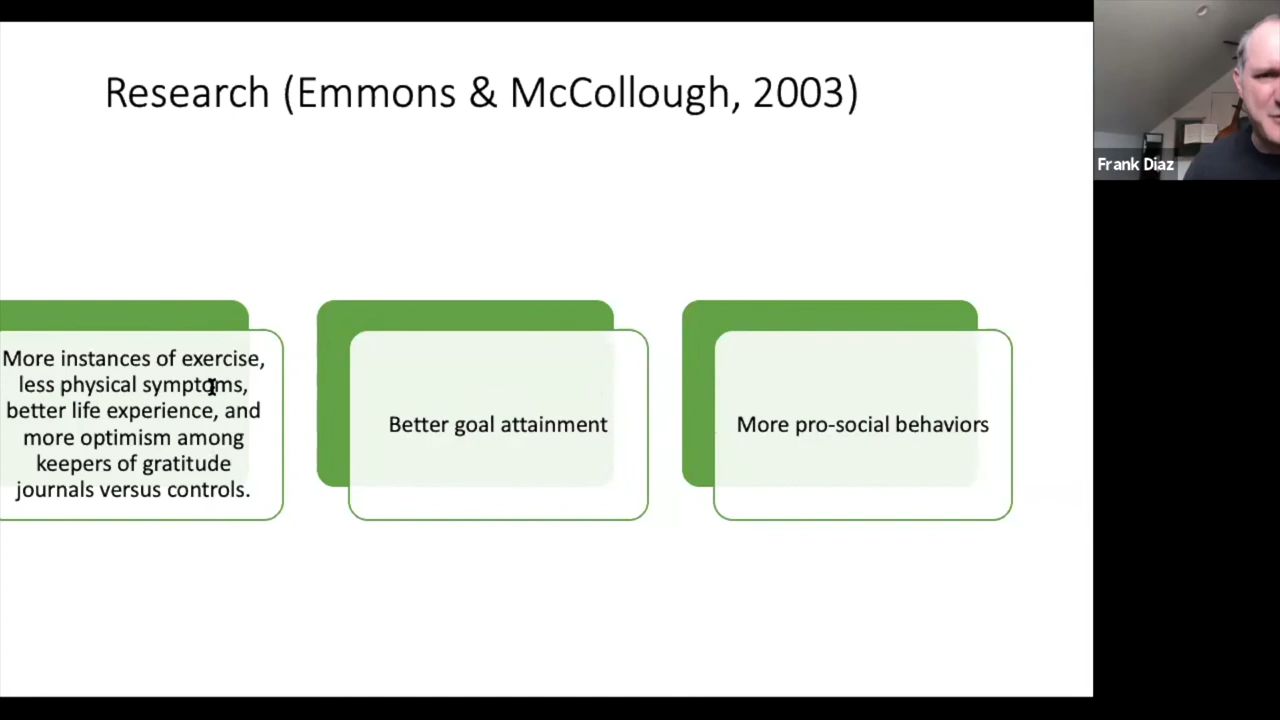 Research (Emmons & McCollough, 2003)
Frank Diaz
More instances of exercise,
less physical symptoms,
better life experience, and
more optimism among
keepers of gratitude
journals versus controls.
Better goal attainment
More pro-social behaviors